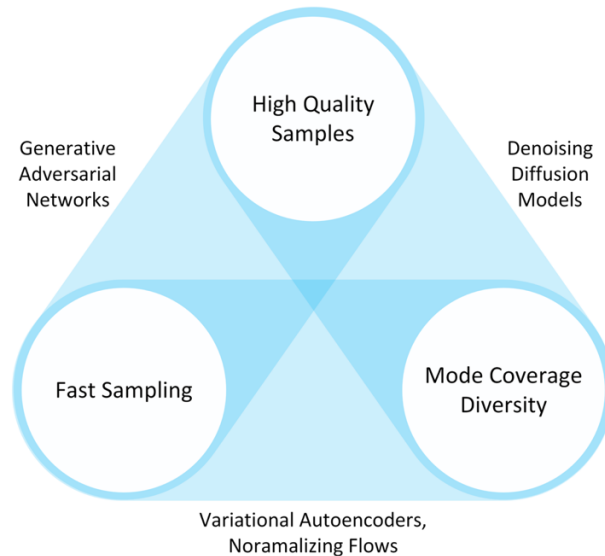 High Quality
Samples
Generative
Adversarial
Networks
Denoising
Diffusion
Models
Fast Sampling
Mode Coverage
Diversity
Variational Autoencoders,
Noramalizing Flows